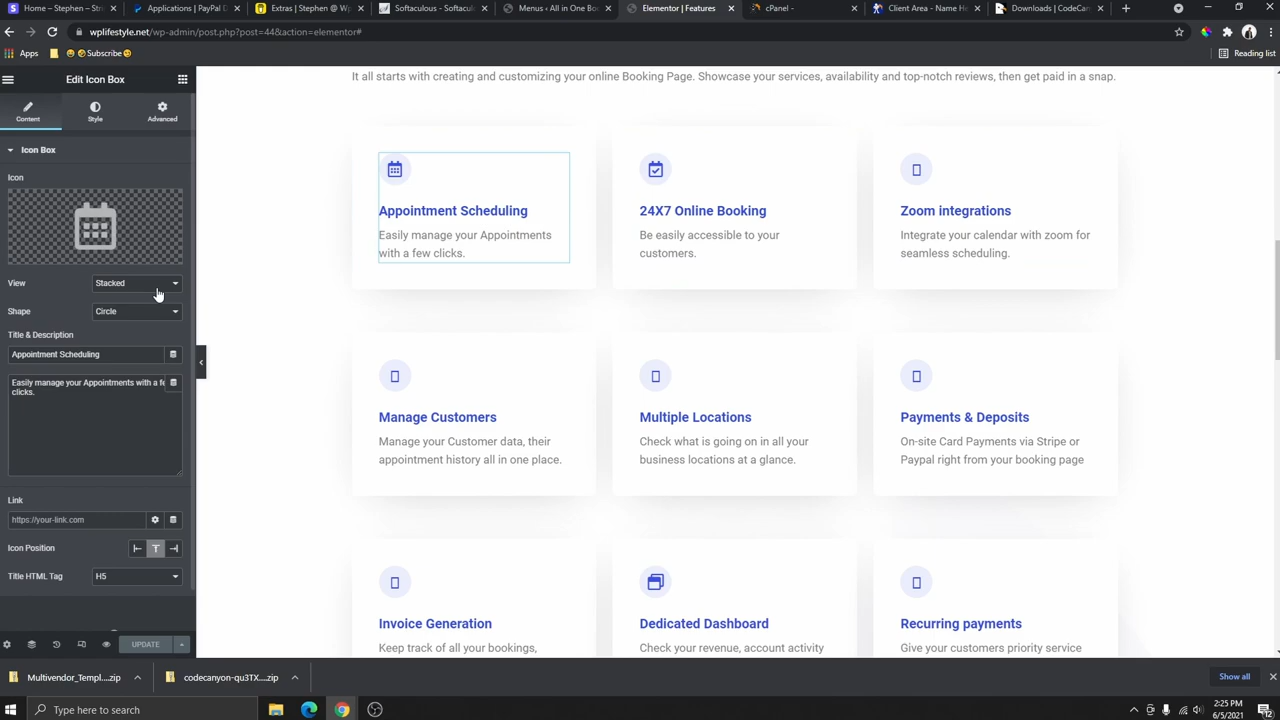 Home – Stephen – Str
Applications | PayPal D
Extras | Stephen @ Wp
Softaculous - Softacul
Menus ‹ All in One Boo
Elementor | Features
cPanel -
Client Area - Name He
Downloads | CodeCan
wplifestyle.net/wp-admin/post.php?post=44&action=elementor#
Apps
Subscribe
Reading list
Edit Icon Box
Content
Style
Advanced
Icon Box
Icon
View
Stacked
Shape
Circle
Title & Description
Appointment Scheduling
Easily manage your Appointments with a fe
clicks.
Link
https://your-link.com
Icon Position
Title HTML Tag
H5
UPDATE
It all starts with creating and customizing your online Booking Page. Showcase your services, availability and top-notch reviews, then get paid in a snap.
Appointment Scheduling
Easily manage your Appointments
with a few clicks.
24X7 Online Booking
Be easily accessible to your
customers.
Zoom integrations
Integrate your calendar with zoom for
seamless scheduling.
Manage Customers
Manage your Customer data, their
appointment history all in one place.
Multiple Locations
Check what is going on in all your
business locations at a glance.
Payments & Deposits
On-site Card Payments via Stripe or
Paypal right from your booking page
Invoice Generation
Keep track of all your bookings,
Dedicated Dashboard
Check your revenue, account activity
Recurring payments
Give your customers priority service
Multivendor_Templ....zip
codecanyon-qu3TX....zip
Show all
Type here to search
2:25 PM
6/5/2021